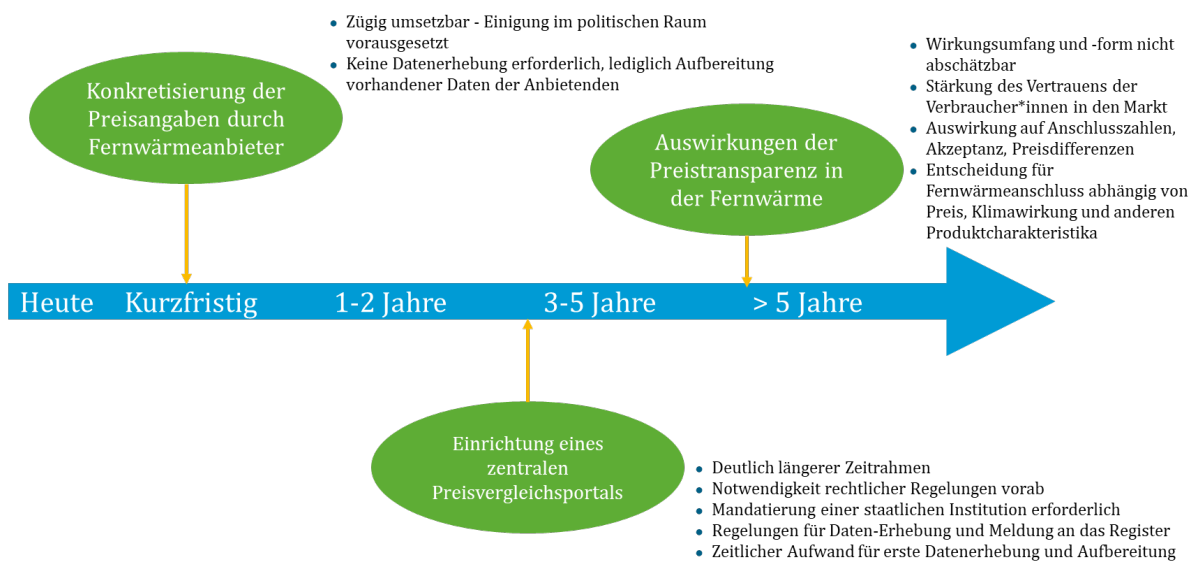 Konkretisierung der
Preisangaben durch
Fernwärmeanbieter
• Zügig umsetzbar - Einigung im politischen Raum
vorausgesetzt
• Keine Datenerhebung erforderlich, lediglich Aufbereitung
vorhandener Daten der Anbietenden
Auswirkungen der
Preistransparenz in
der Fernwärme
• Wirkungsumfang und -form nicht
abschätzbar
• Stärkung des Vertrauens der
Verbraucher*innen in den Markt
• Auswirkung auf Anschlusszahlen,
Akzeptanz, Preisdifferenzen
• Entscheidung für
Fernwärmeanschluss abhängig von
Preis, Klimawirkung und anderen
Produktcharakteristika
Heute Kurzfristig 1-2 Jahre 3-5 Jahre > 5 Jahre
Einrichtung eines
zentralen
Preisvergleichsportals
• Deutlich längerer Zeitrahmen
• Notwendigkeit rechtlicher Regelungen vorab
• Mandatierung einer staatlichen Institution erforderlich
• Regelungen für Daten-Erhebung und Meldung an das Register
• Zeitlicher Aufwand für erste Datenerhebung und Aufbereitung